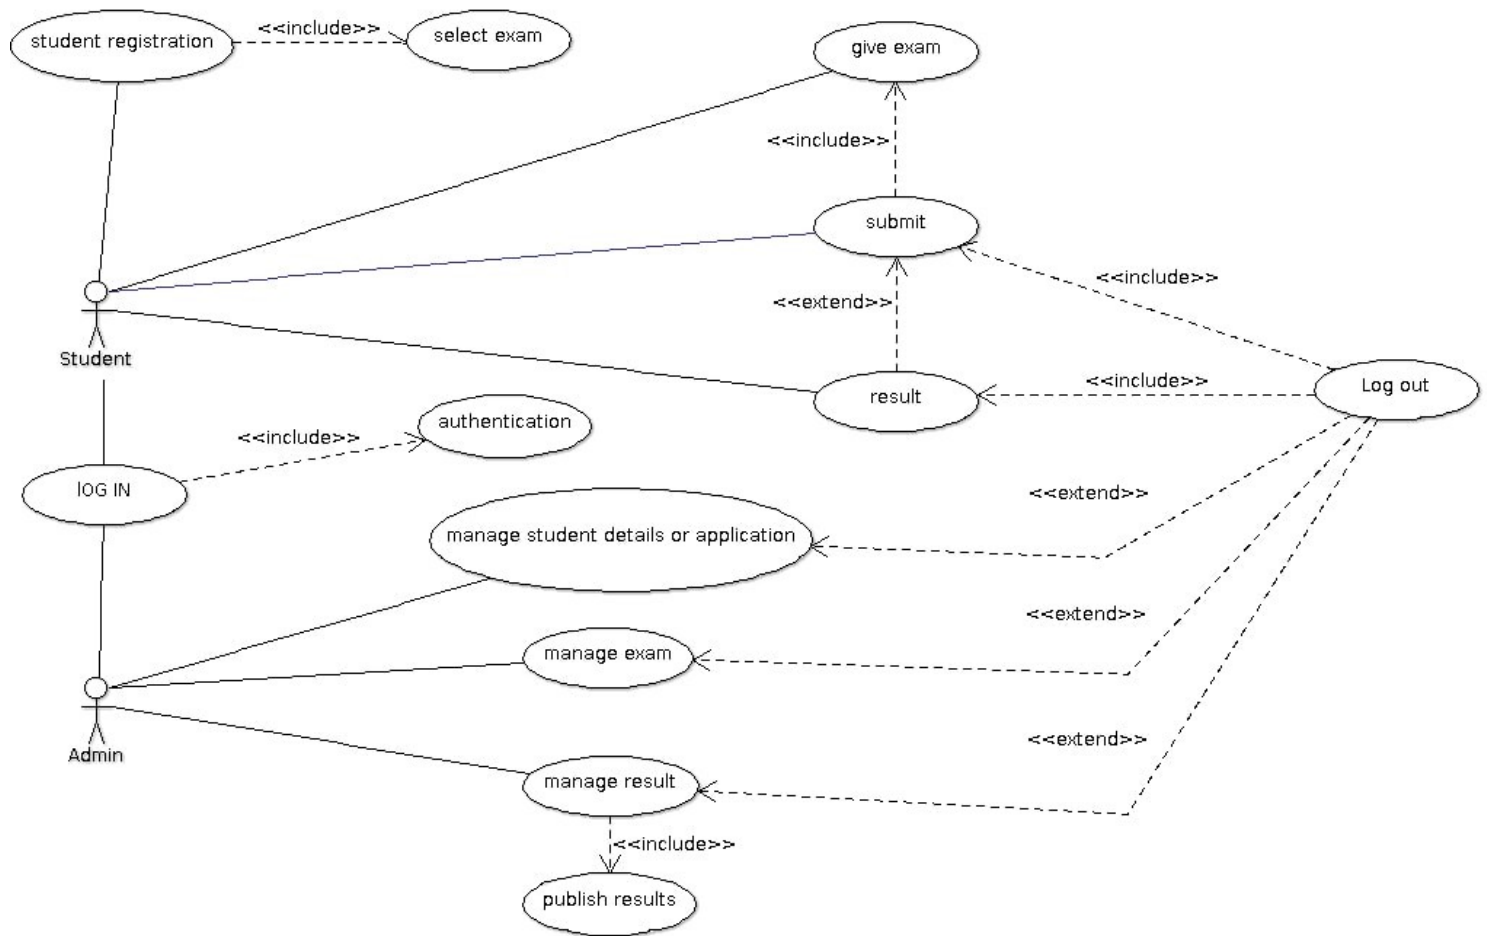 student registration
<<include>>
select exam
give exam
<<include>>
submit
<<include>>
<<extend>>
Student
<<include>>
Log out
result
authentication
<<include>>
lOG IN
<<extend>>
manage student details or application
<<extend>>
manage exam
<<extend>>
Admin
manage result
<<include>>
publish results